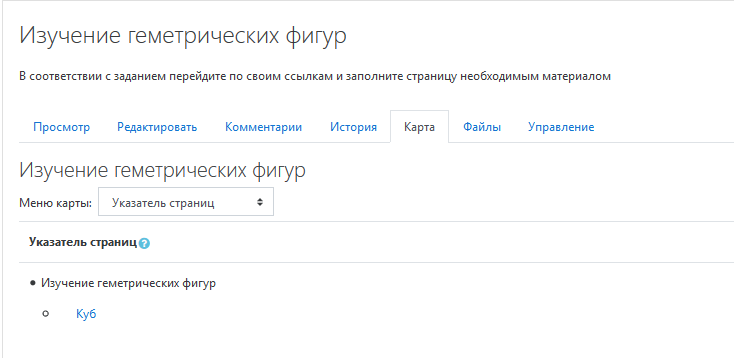 Изучение геметрических фигур
В соответствии с заданием перейдите по своим ссылкам и заполните страницу необходимым материалом
Просмотр Редактировать Комментарии История Карта Файлы Управление
Изучение геметрических фигур
Меню карты: Указатель страниц
Указатель страниц ?
Изучение геметрических фигур
Куб